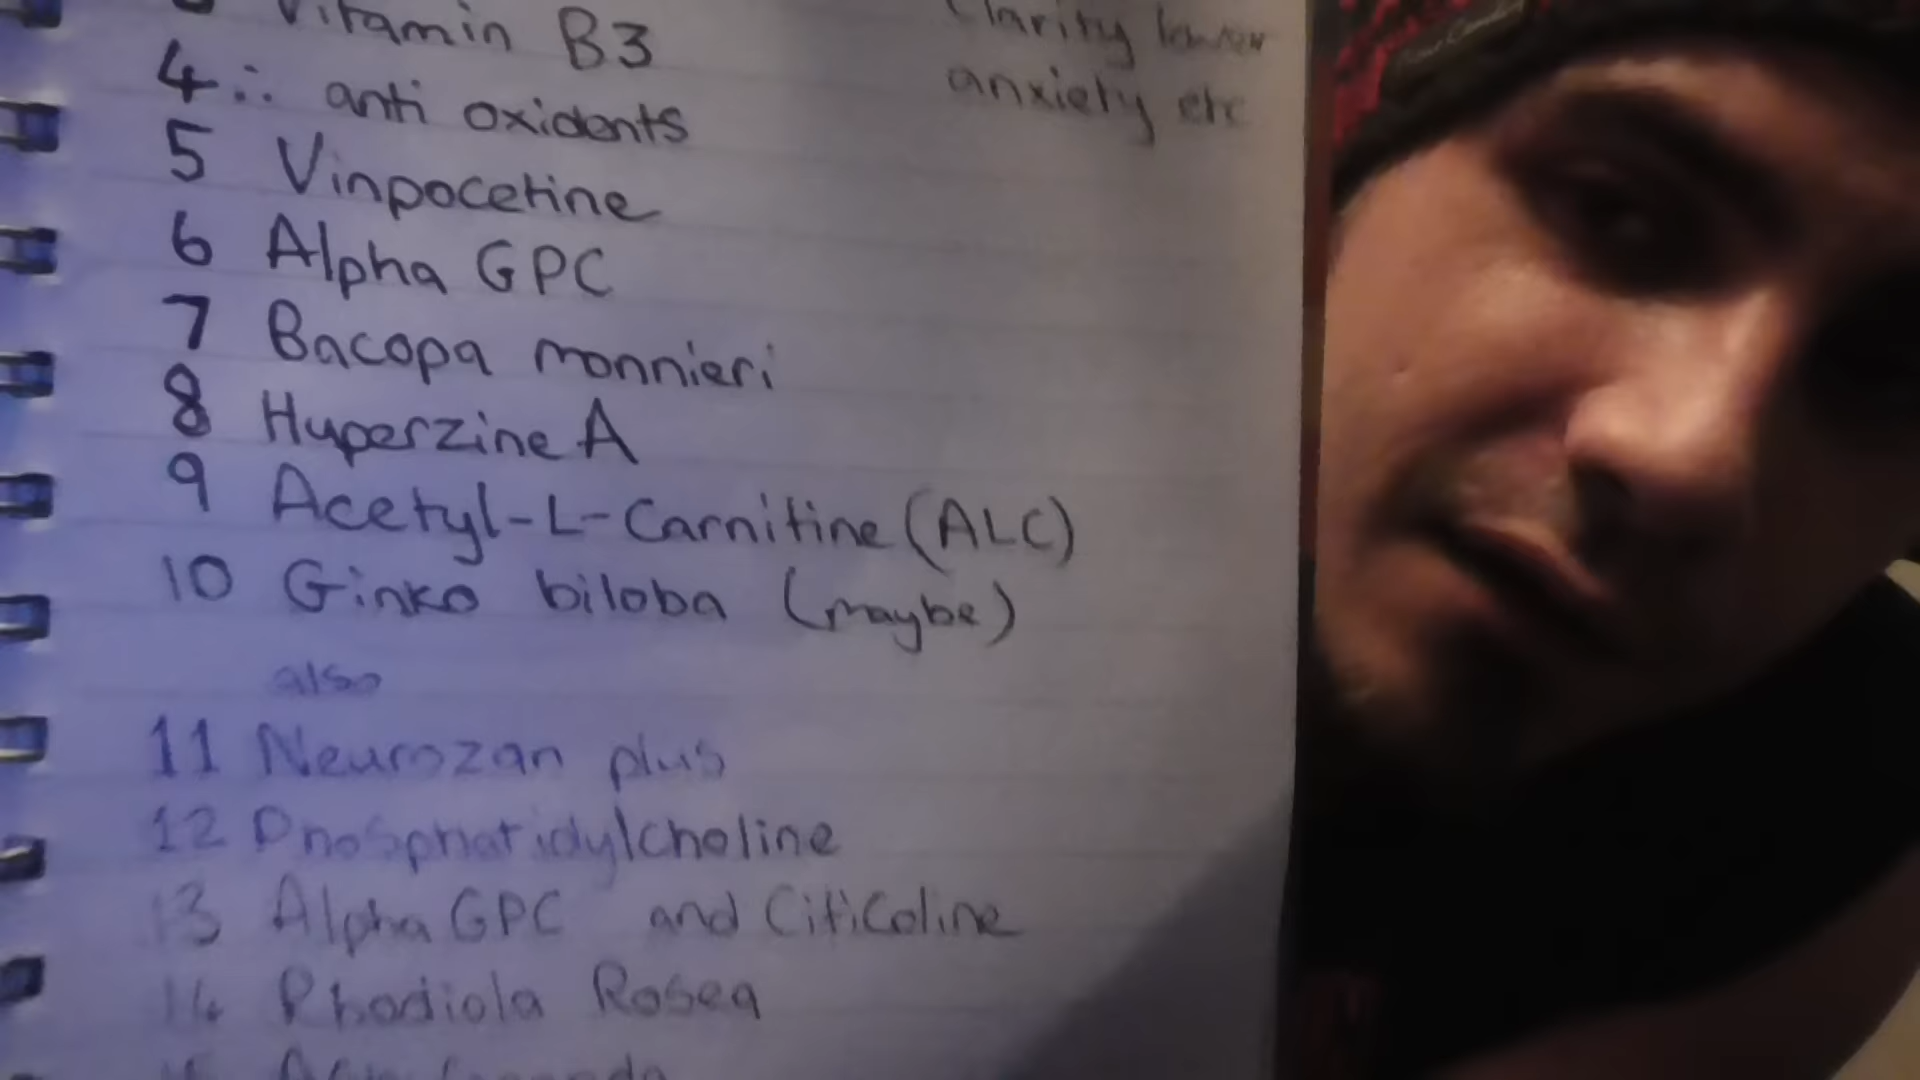 Vitamin B3
Clarity lower
anxiety etc
4 ∴ anti oxidents
5 Vinpocetine
6 Alpha GPC
7 Bacopa monnieri
8 Huperzine A
9 Acetyl-L-Carnitine (ALC)
10 Ginko biloba (maybe)
also
11 Neurozan plus
12 Phosphatidylcholine
13 Alpha GPC and Citicoline
14 Rhodiola Rosea